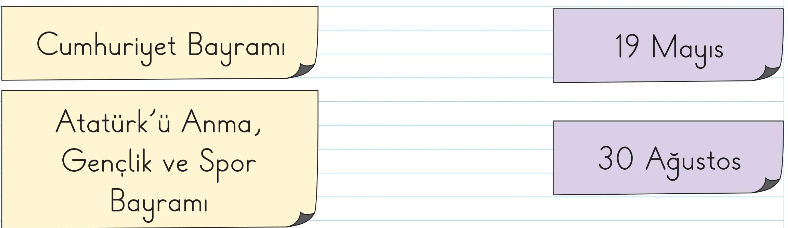 Cumhuriyet Bayramı
19 Mayıs
Atatürk'ü Anma,
Gençlik ve Spor
Bayramı
30 Ağustos